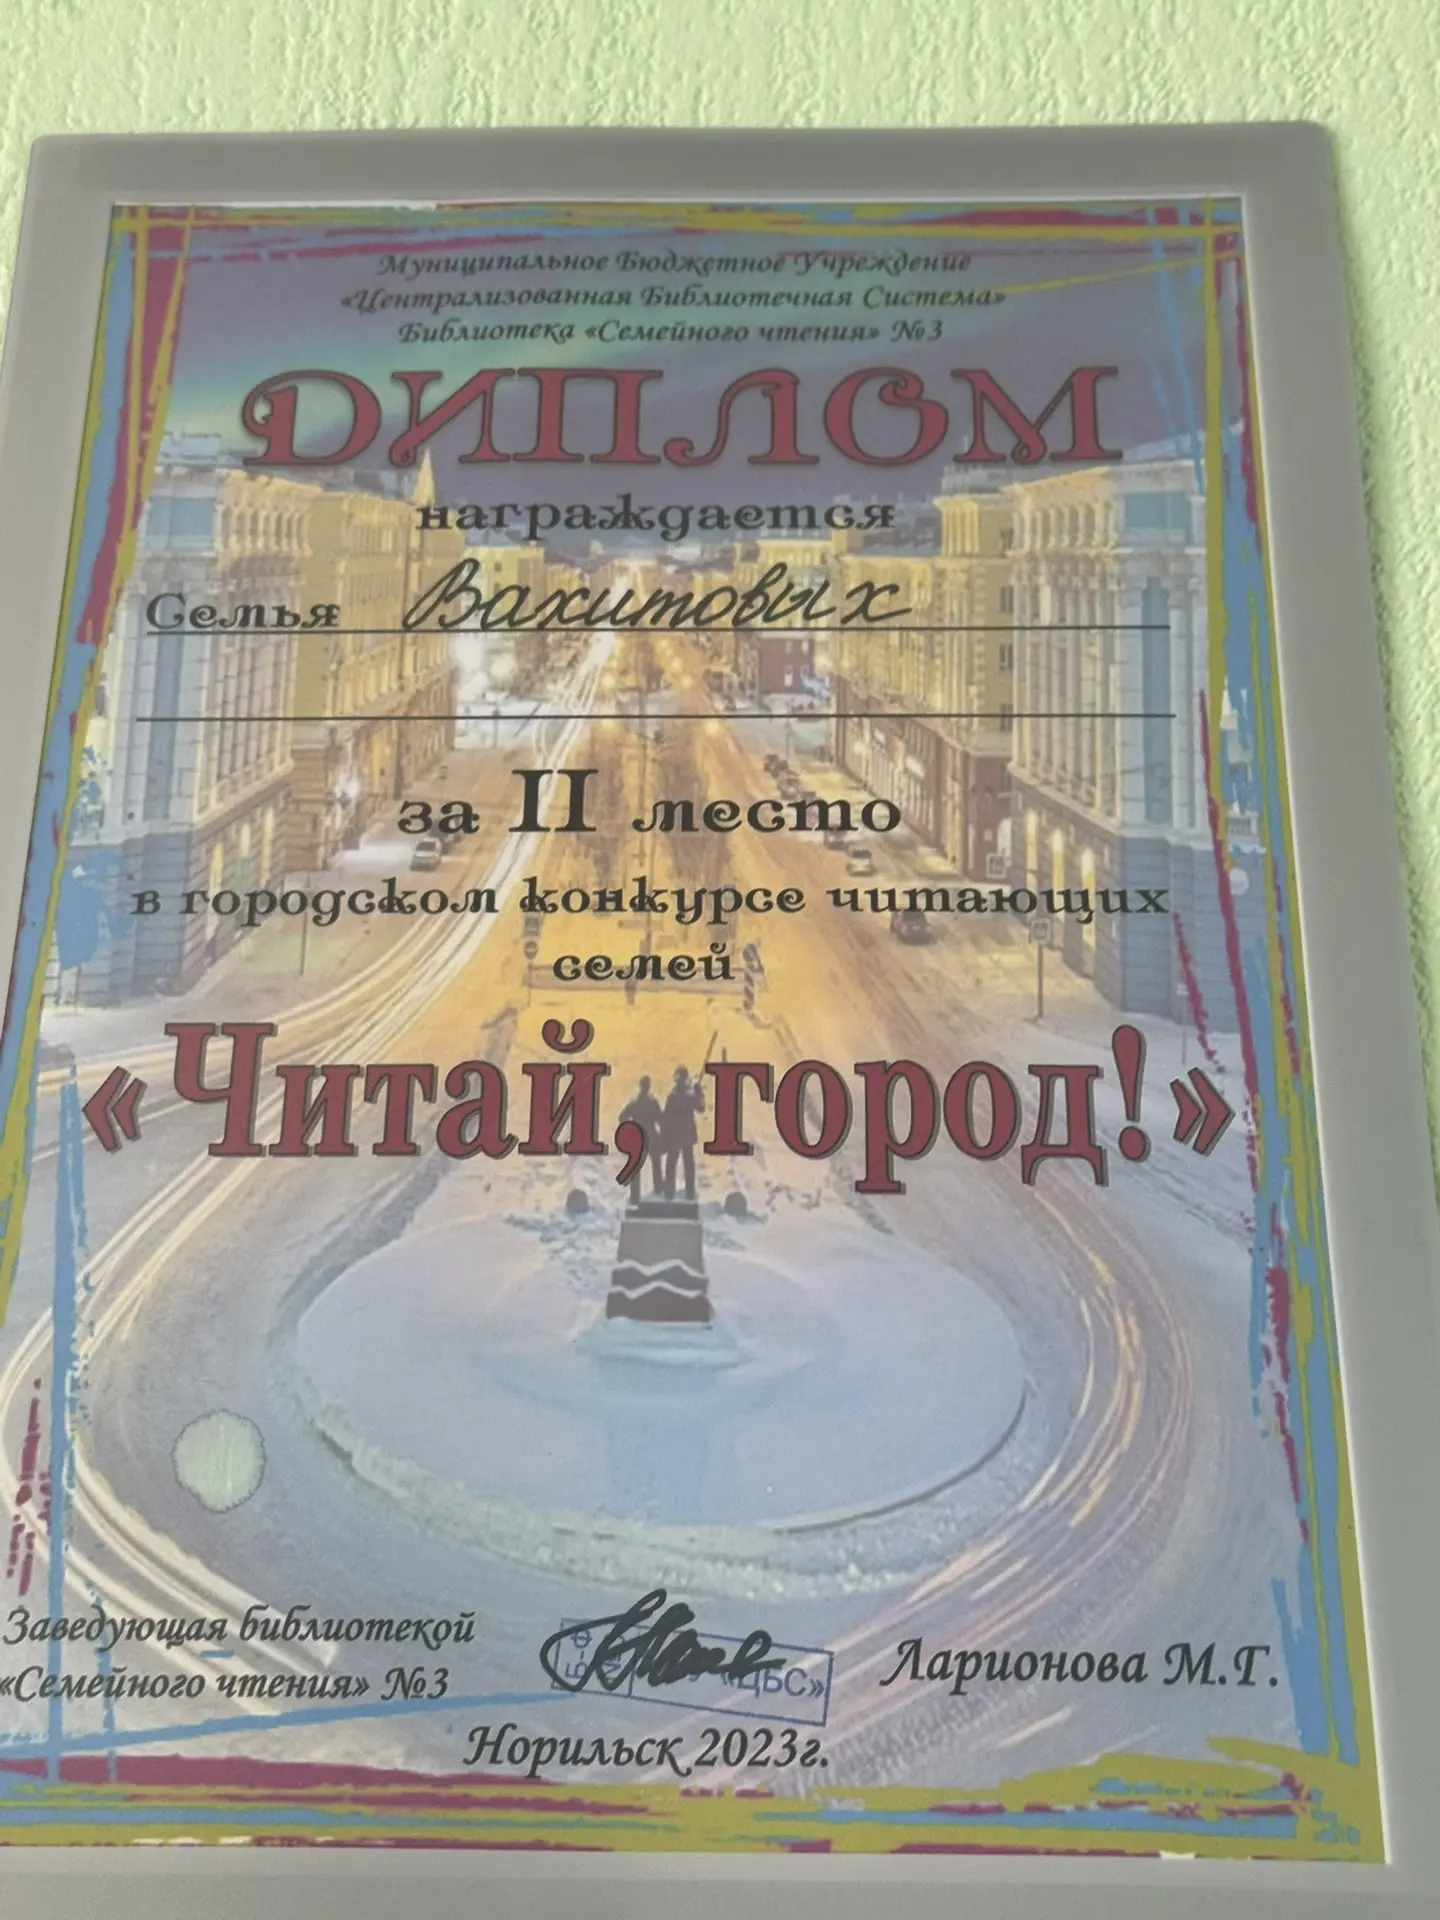 Муниципальное Бюджетное Учреждение
«Централизованная Библиотечная Система»
Библиотека «Семейного чтения» №3
ДИПЛОМ
награждается
Семья Вахитовых
за II место
в городском конкурсе читающих
семей
«Читай, город!»
Заведующая библиотекой
«Семейного чтения» №3
«ЦБС»
Ларионова М.Г.
Норильск 2023г.